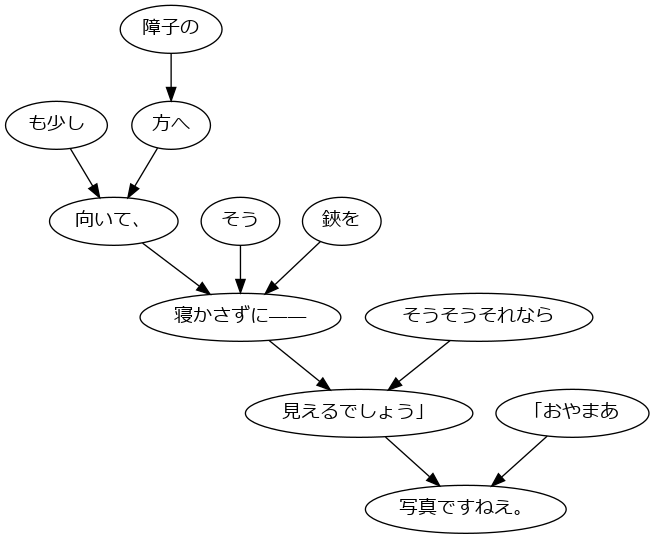 障子の
も少し
方へ
向いて、
そう
鋏を
寝かさずに——
そうそうそれなら
見えるでしょう」
「おやまあ
写真ですねえ。